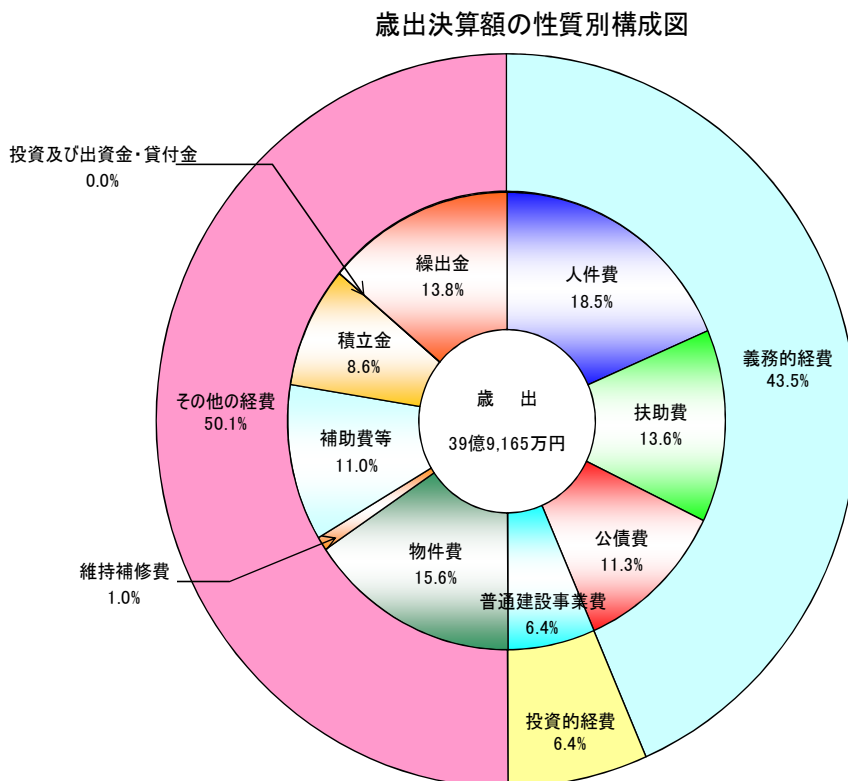 歳出決算額の性質別構成図
投資及び出資金・貸付金
0.0%
繰出金
13.8%
人件費
18.5%
積立金
8.6%
義務的経費
43.5%
その他の経費
50.1%
歳 出
39億9,165万円
扶助費
13.6%
補助費等
11.0%
公債費
11.3%
物件費
15.6%
維持補修費
1.0%
普通建設事業費
6.4%
投資的経費
6.4%